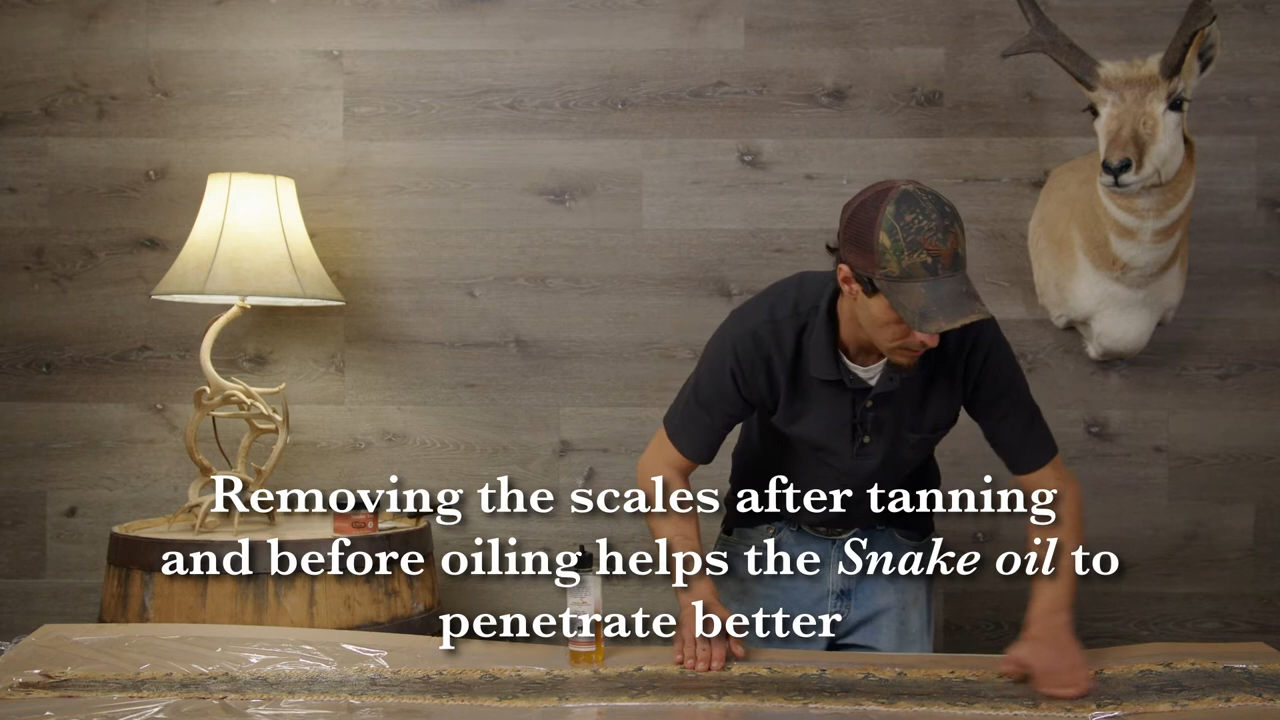 Removing the scales after tanning
and before oiling helps the Snake oil to
penetrate better